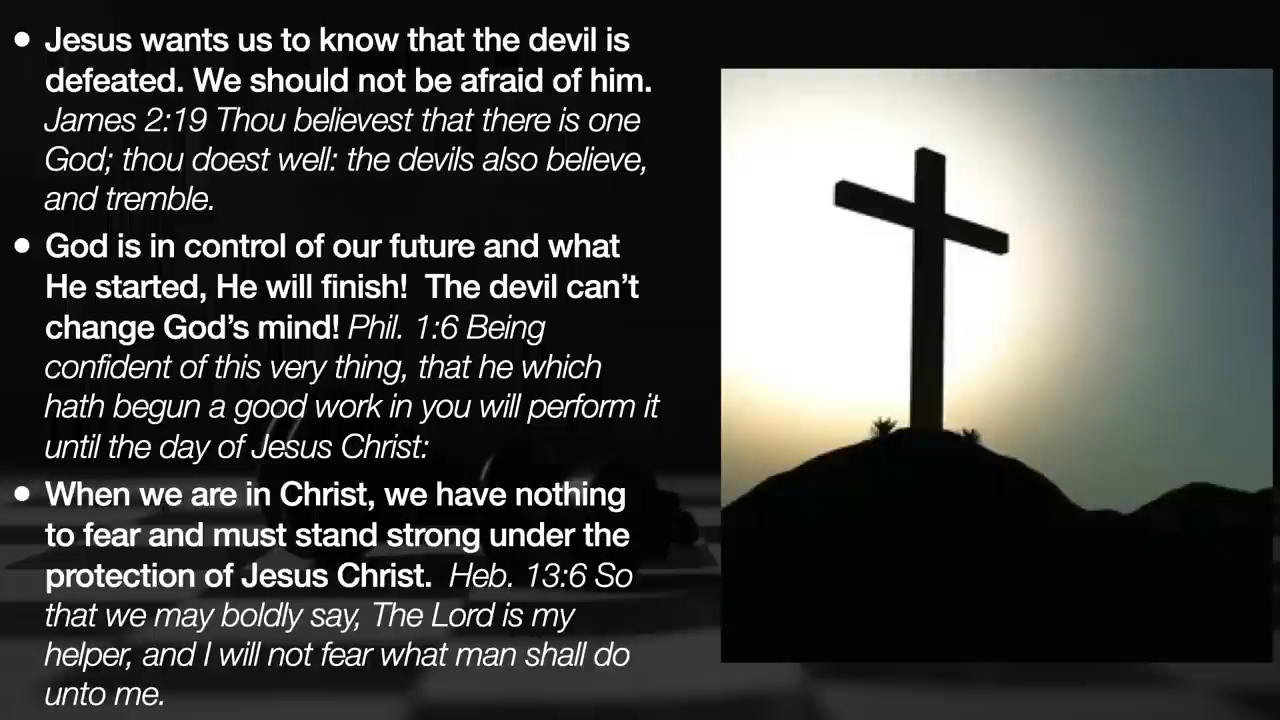 • Jesus wants us to know that the devil is
defeated. We should not be afraid of him.
James 2:19 Thou believest that there is one
God; thou doest well: the devils also believe,
and tremble.
• God is in control of our future and what
He started, He will finish!  The devil can’t
change God’s mind! Phil. 1:6 Being
confident of this very thing, that he which
hath begun a good work in you will perform it
until the day of Jesus Christ:
• When we are in Christ, we have nothing
to fear and must stand strong under the
protection of Jesus Christ.  Heb. 13:6 So
that we may boldly say, The Lord is my
helper, and I will not fear what man shall do
unto me.